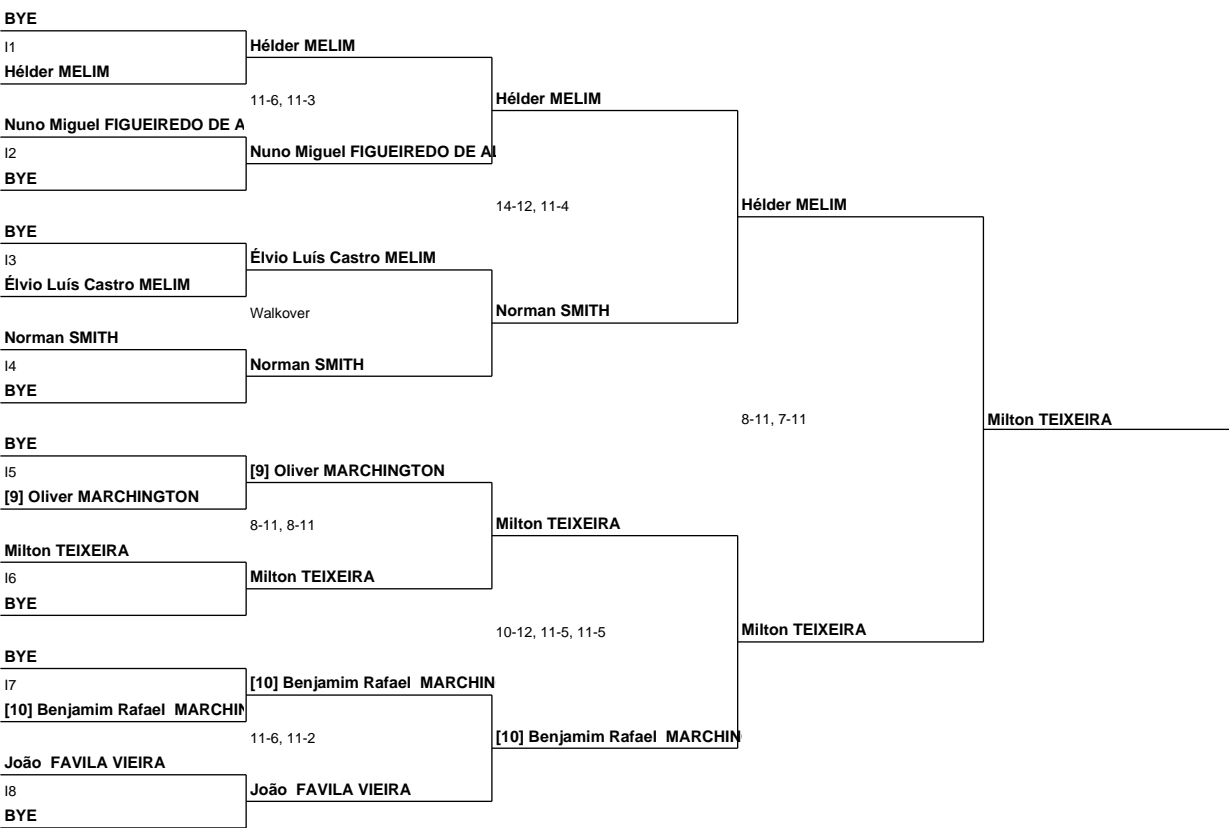 BYE
I1
Hélder MELIM
Hélder MELIM
11-6, 11-3
Hélder MELIM
Nuno Miguel FIGUEIREDO DE A
I2
Nuno Miguel FIGUEIREDO DE AL
BYE
14-12, 11-4
Hélder MELIM
BYE
I3
Élvio Luís Castro MELIM
Élvio Luís Castro MELIM
Walkover
Norman SMITH
Norman SMITH
I4
Norman SMITH
BYE
8-11, 7-11
Milton TEIXEIRA
BYE
I5
[9] Oliver MARCHINGTON
[9] Oliver MARCHINGTON
8-11, 8-11
Milton TEIXEIRA
Milton TEIXEIRA
I6
Milton TEIXEIRA
BYE
10-12, 11-5, 11-5
Milton TEIXEIRA
BYE
I7
[10] Benjamim Rafael MARCHIN
[10] Benjamim Rafael MARCHIN
11-6, 11-2
[10] Benjamim Rafael MARCHIN
João FAVILA VIEIRA
I8
João FAVILA VIEIRA
BYE